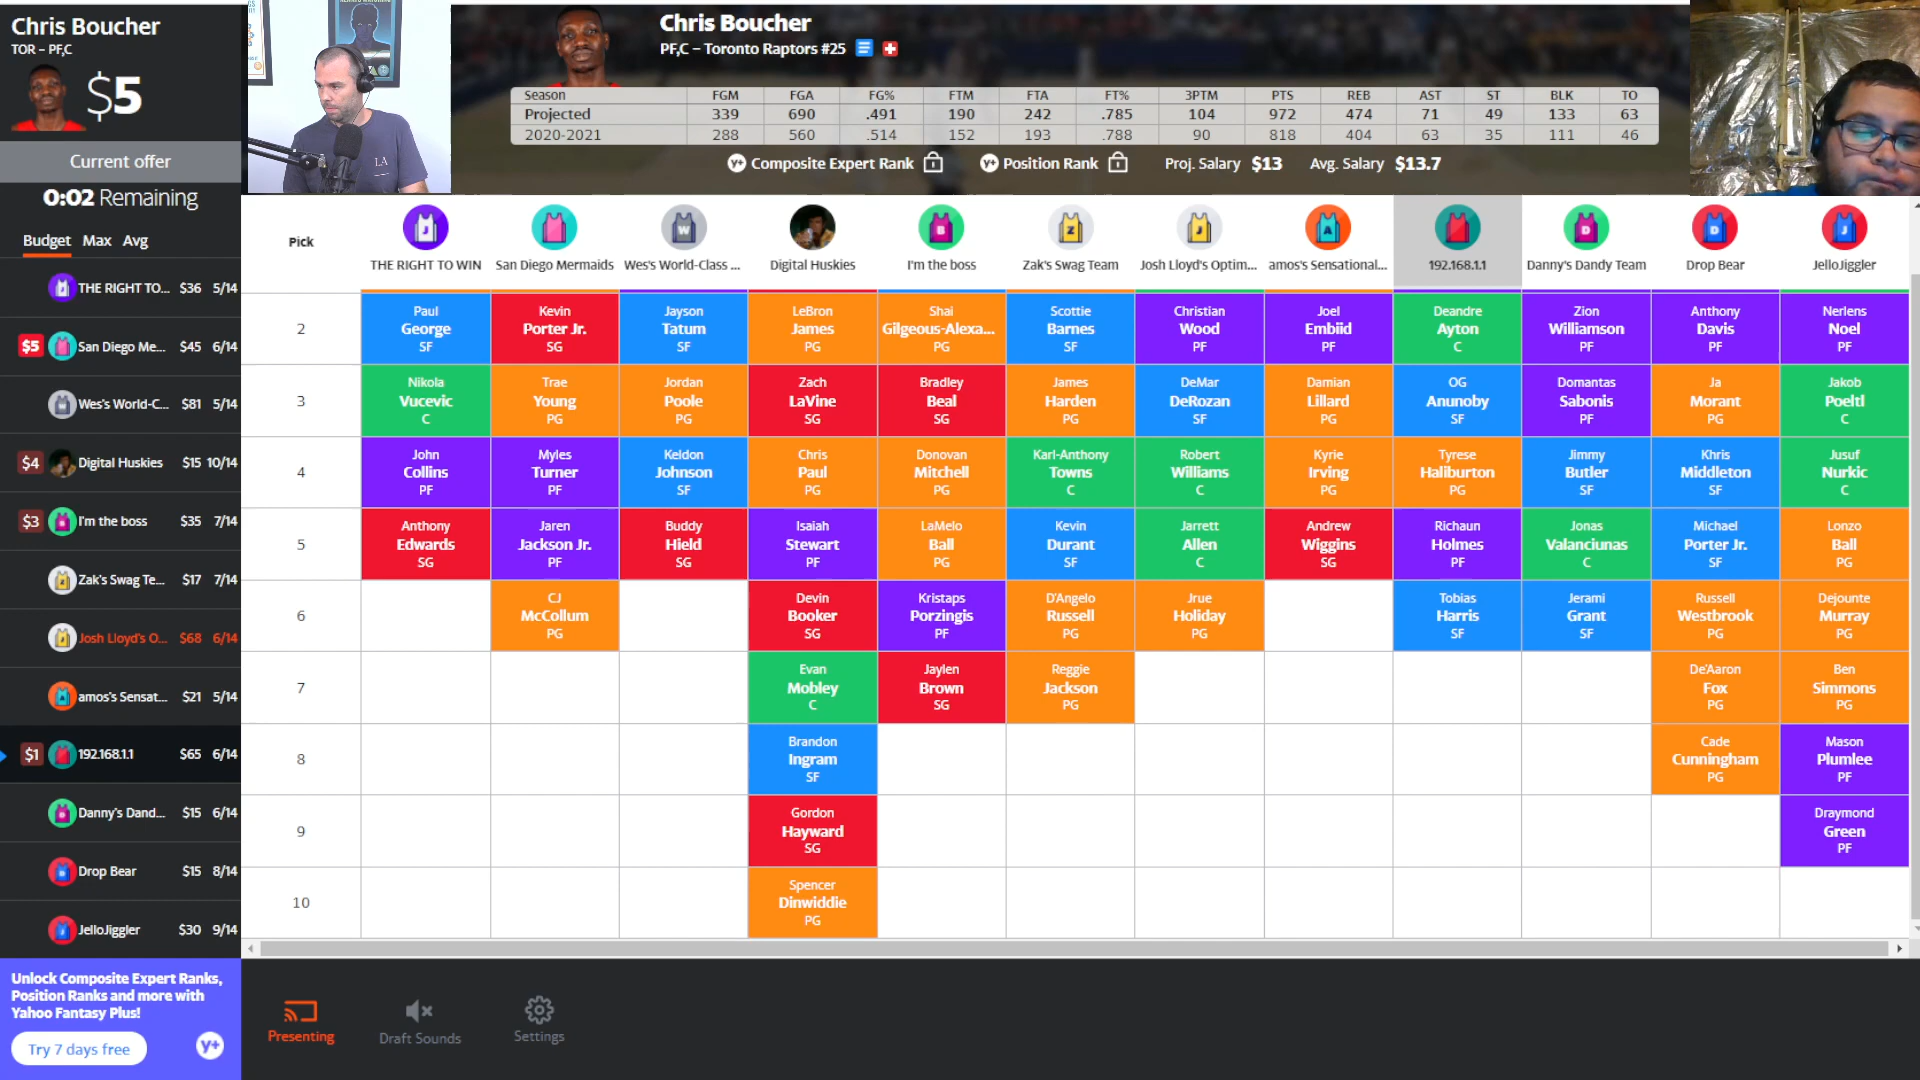 Chris Boucher
TOR – PF,C
$5
Current offer
0:02 Remaining
Budget Max Avg
THE RIGHT TO... $36 5/14
$5 San Diego Me... $45 6/14
Wes's World-C... $81 5/14
$4 Digital Huskies $15 10/14
$3 I'm the boss $35 7/14
Zak's Swag Te... $17 7/14
Josh Lloyd's O... $68 6/14
amos's Sensat... $21 5/14
$1 192.168.1.1 $65 6/14
Danny's Dand... $15 6/14
Drop Bear $15 8/14
JelloJiggler $30 9/14
Unlock Composite Expert Ranks,
Position Ranks and more with
Yahoo Fantasy Plus!
Try 7 days free
y+
LA
Chris Boucher
PF,C – Toronto Raptors #25
Season FGM FGA FG% FTM FTA FT% 3PTM PTS REB AST ST BLK TO
Projected 339 690 .491 190 242 .785 104 972 474 71 49 133 63
2020-2021 288 560 .514 152 193 .788 90 818 404 63 35 111 46
Y+ Composite Expert Rank Y+ Position Rank Proj. Salary $13 Avg. Salary $13.7
J W B Z J A D D J
Pick THE RIGHT TO WIN San Diego Mermaids Wes's World-Class ... Digital Huskies I'm the boss Zak's Swag Team Josh Lloyd's Optim... amos's Sensational... 192.168.1.1 Danny's Dandy Team Drop Bear JelloJiggler
Paul Kevin Jayson LeBron Shai Scottie Christian Joel Deandre Zion Anthony Nerlens
2 George Porter Jr. Tatum James Gilgeous-Alexa... Barnes Wood Embiid Ayton Williamson Davis Noel
SF SG SF PG PG SF PF PF C PF PF PF
Nikola Trae Jordan Zach Bradley James DeMar Damian OG Domantas Ja Jakob
3 Vucevic Young Poole LaVine Beal Harden DeRozan Lillard Anunoby Sabonis Morant Poeltl
C PG PG SG SG PG SF PG SF PF PG C
John Myles Keldon Chris Donovan Karl-Anthony Robert Kyrie Tyrese Jimmy Khris Jusuf
4 Collins Turner Johnson Paul Mitchell Towns Williams Irving Haliburton Butler Middleton Nurkic
PF PF SF PG PG C C PG PG SF SF C
Anthony Jaren Buddy Isaiah LaMelo Kevin Jarrett Andrew Richaun Jonas Michael Lonzo
5 Edwards Jackson Jr. Hield Stewart Ball Durant Allen Wiggins Holmes Valanciunas Porter Jr. Ball
SG PF SG PF PG SF C SG PF C SF PG
CJ Devin Kristaps D'Angelo Jrue Tobias Jerami Russell Dejounte
6 McCollum Booker Porzingis Russell Holiday Harris Grant Westbrook Murray
PG SG PF PG PG SF SF PG PG
Evan Jaylen Reggie De'Aaron Ben
7 Mobley Brown Jackson Fox Simmons
C SG PG PG PG
Brandon Cade Mason
8 Ingram Cunningham Plumlee
SF PG PF
Gordon Draymond
9 Hayward Green
SG PF
Spencer
10 Dinwiddie
PG
Presenting Draft Sounds Settings